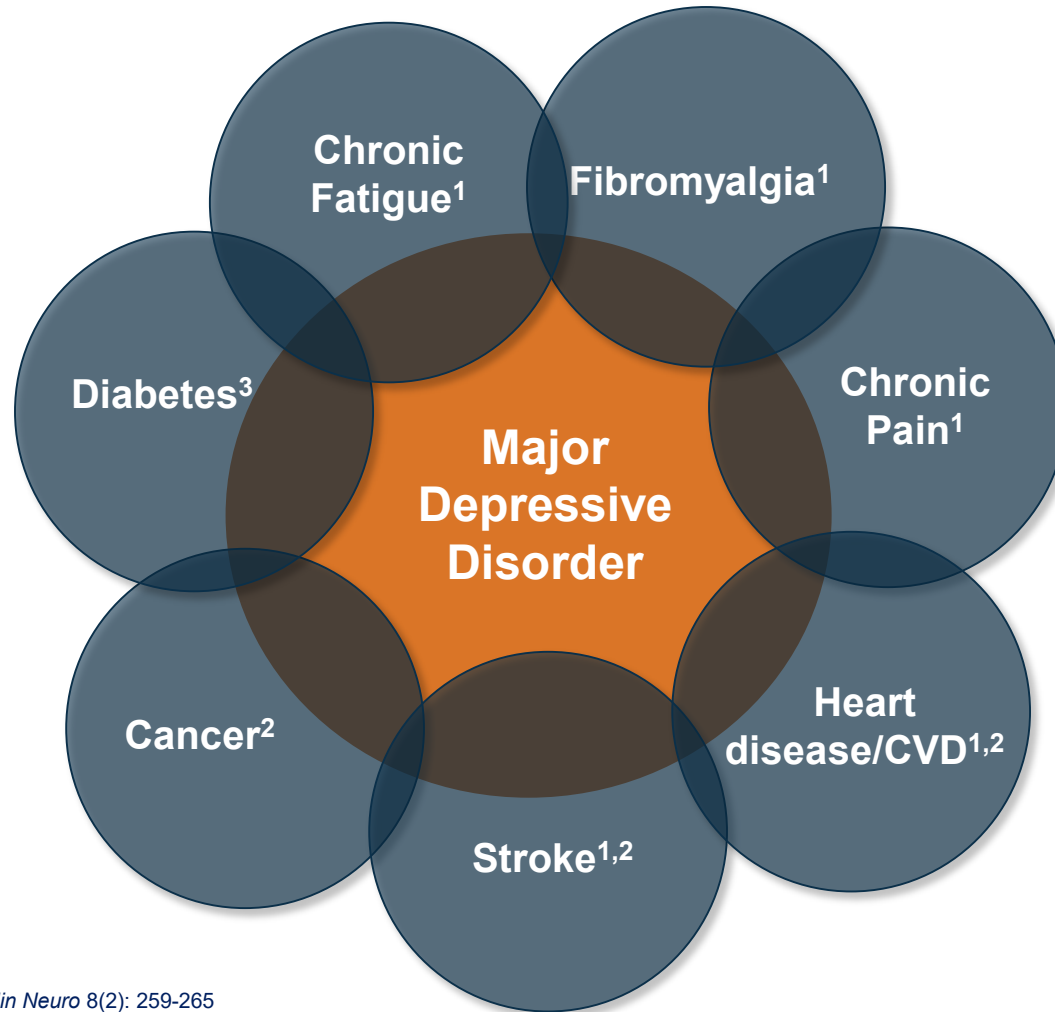 Chronic
Fatigue¹
Fibromyalgia¹
Diabetes³
Chronic
Pain¹
Major
Depressive
Disorder
Cancer²
Heart
disease/CVD¹,²
Stroke¹,²
Neuro 8(2): 259-265